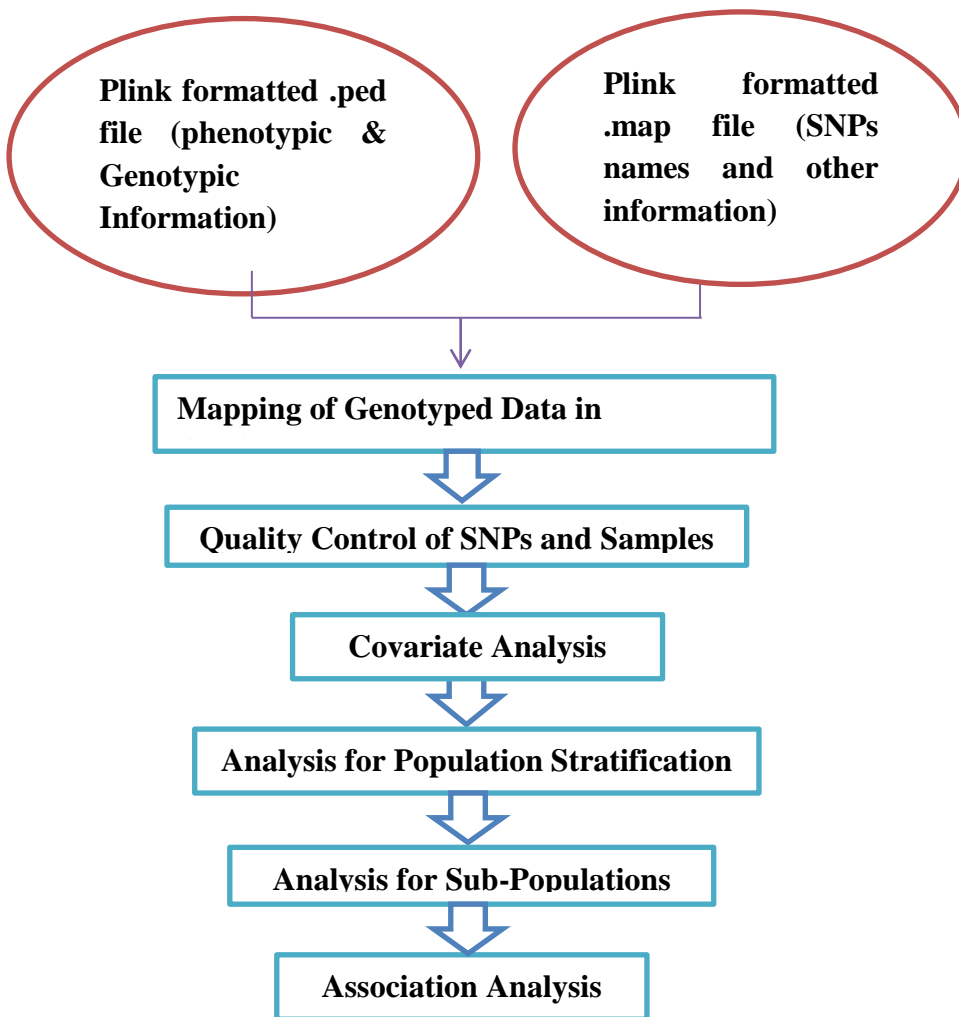 Plink formatted .ped
file (phenotypic &
Genotypic
Information)
Plink formatted
.map file (SNPs
names and other
information)
Mapping of Genotyped Data in
Quality Control of SNPs and Samples
Covariate Analysis
Analysis for Population Stratification
Analysis for Sub-Populations
Association Analysis